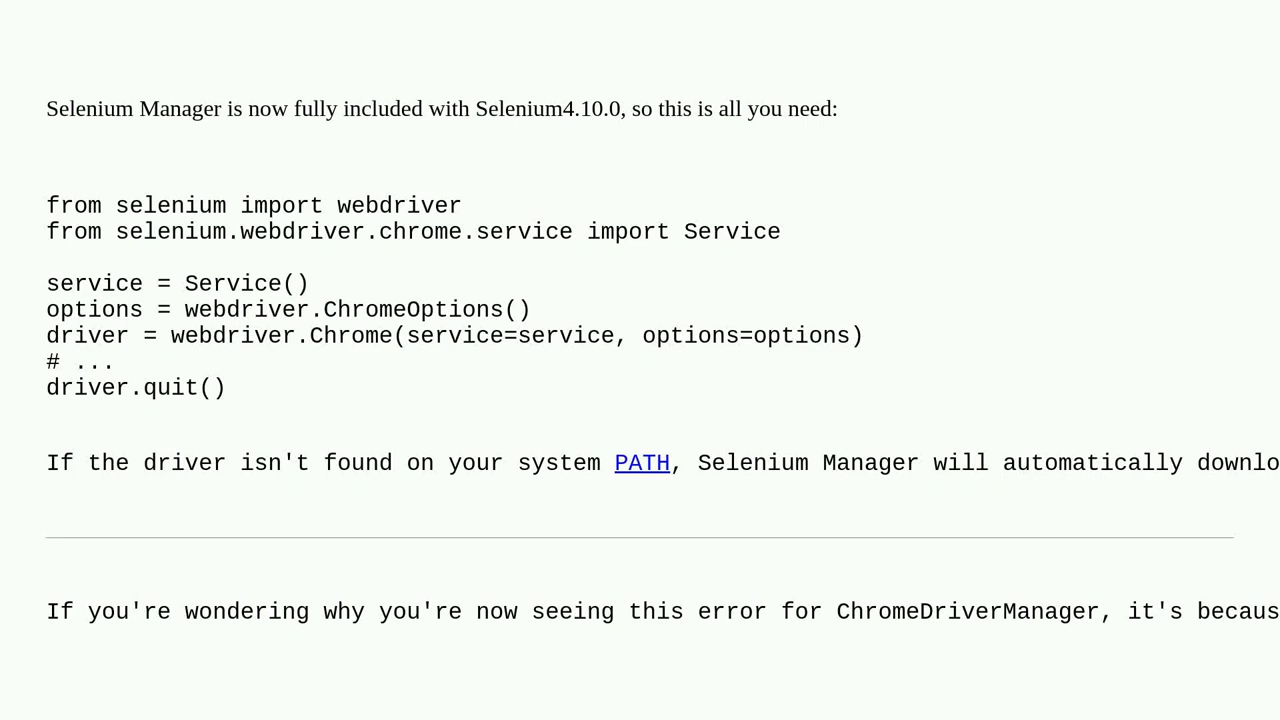 Selenium Manager is now fully included with Selenium4.10.0, so this is all you need:
from selenium import webdriver
from selenium.webdriver.chrome.service import Service
service = Service()
options = webdriver.ChromeOptions()
driver = webdriver.Chrome(service=service, options=options)
# ...
driver.quit()
If the driver isn't found on your system PATH, Selenium Manager will automatically downlo
If you're wondering why you're now seeing this error for ChromeDriverManager, it's becaus